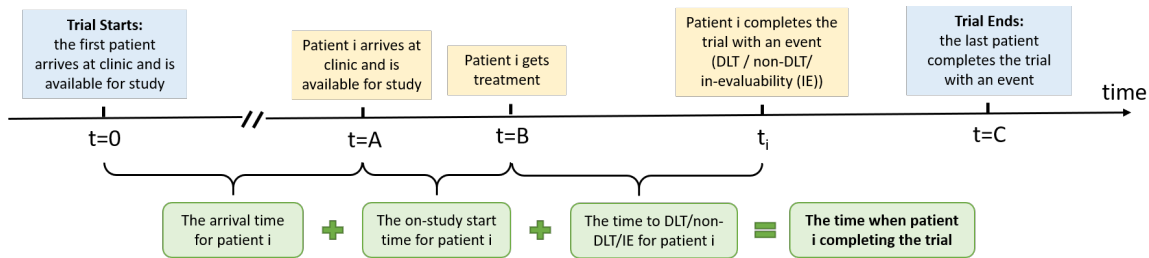 Trial Starts:
the first patient
arrives at clinic and is
available for study
Patient i arrives at
clinic and is
available for study
Patient i gets
treatment
Patient i completes the
trial with an event
(DLT / non-DLT/
in-evaluability (IE))
Trial Ends:
the last patient
completes the trial
with an event
time
t=0
t=A
t=B
ti
t=C
The arrival time
for patient i
+
The on-study start
time for patient i
+
The time to DLT/non-
DLT/IE for patient i
=
The time when patient
i completing the trial